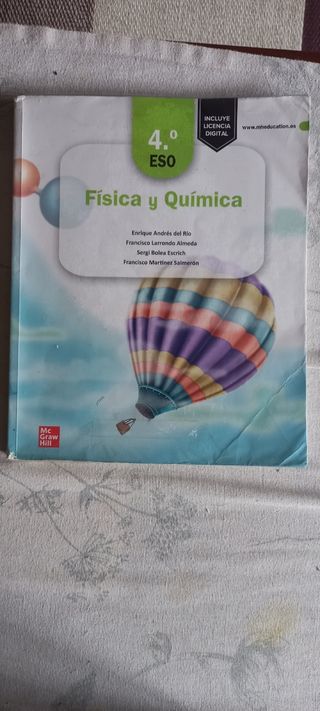 4.º
ESO
INCLUYE
LICENCIA
DIGITAL
www.mheducation.es
Física y Química
Enrique Andrés del Río
Francisco Larrondo Almeda
Sergi Bolea Escrich
Francisco Martínez Salmerón
Mc
Graw
Hill